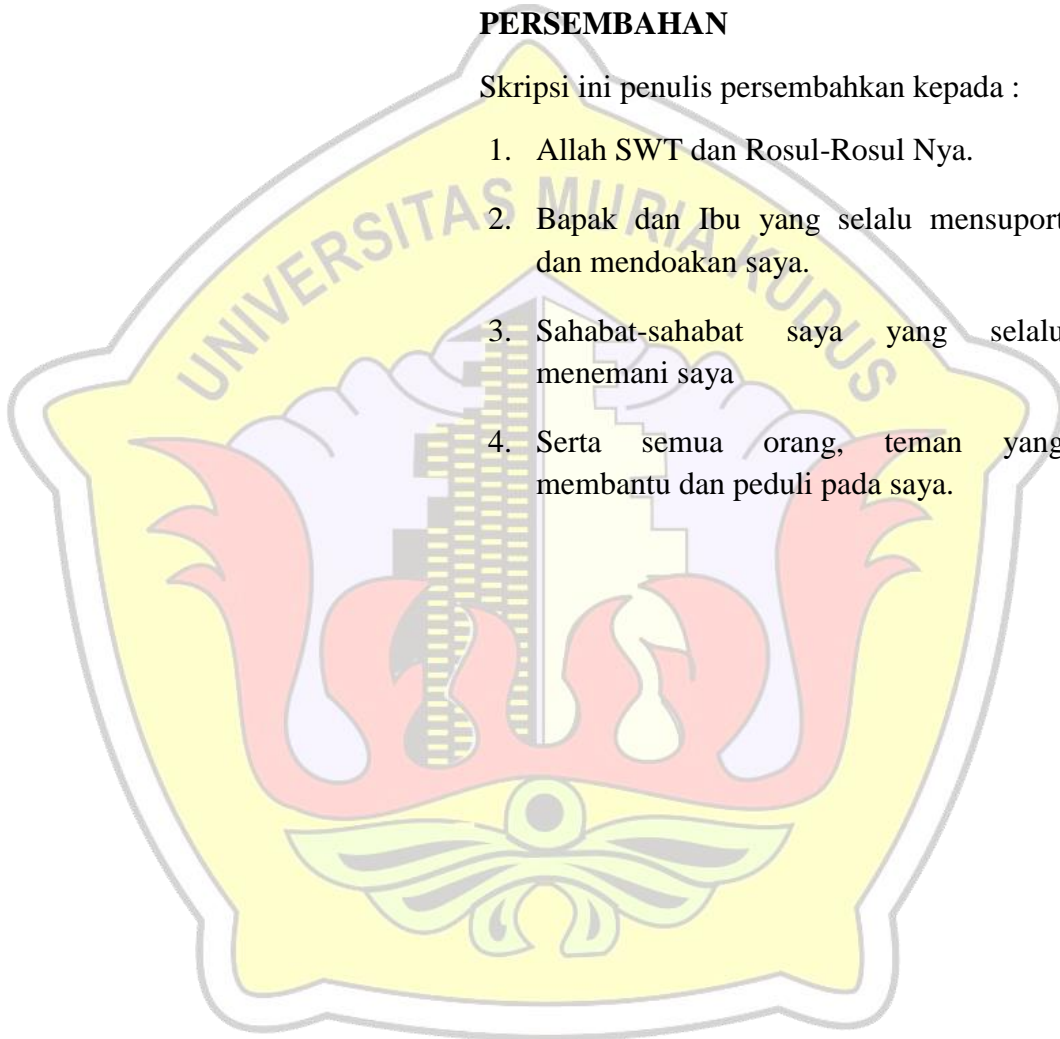 PERSEMBAHAN
Skripsi ini penulis persembahkan kepada :
1. Allah SWT dan Rosul-Rosul Nya.
2. Bapak dan Ibu yang selalu mensuport
dan mendoakan saya.
3. Sahabat-sahabat saya yang selalu
menemani saya
4. Serta semua orang, teman yang
membantu dan peduli pada saya.
UNIVERSITAS MURIA KUDUS